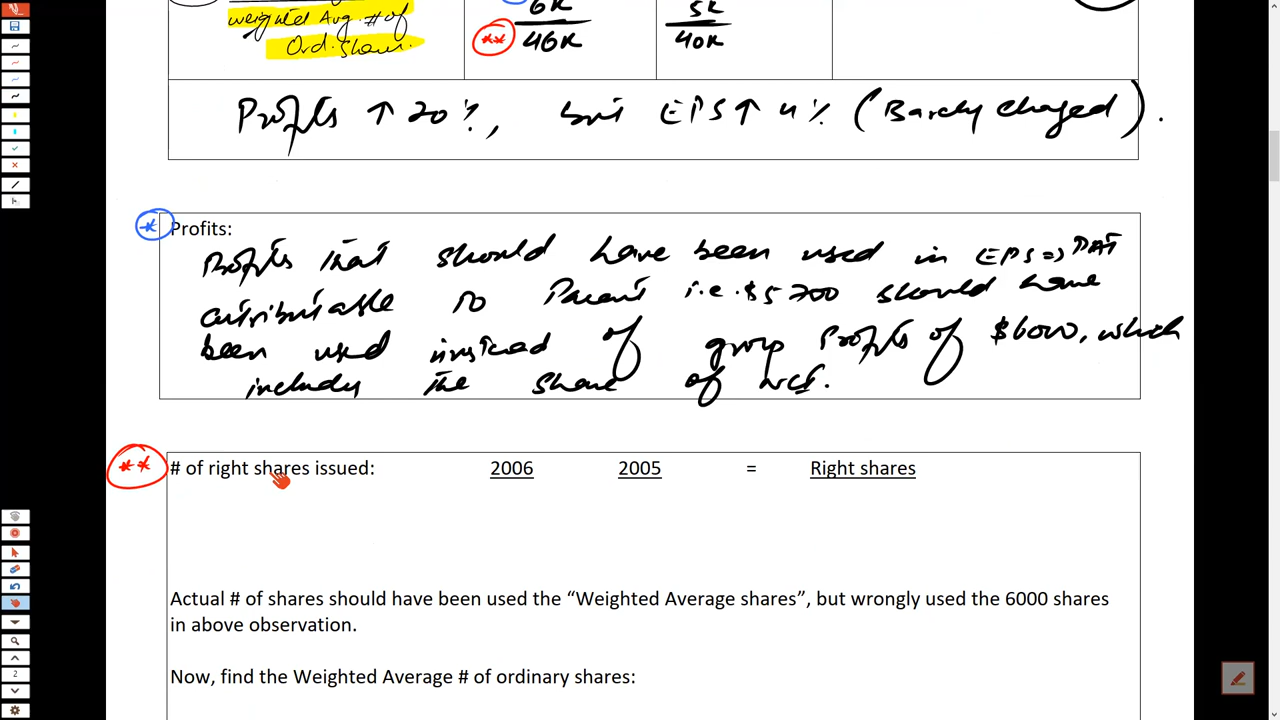 weighted Avg. # of
Ord. Share.
6K
46K
5K
40K
**
Profits ↑ 20%, but EPS ↑ 4% (Barely changed).
*
Profits:
Profits that should have been used in EPS => PAT
attributable to Parent i.e. $5700 should have
been used instead of group profits of $6000, which
includes the share of NCI.
**
# of right shares issued: 2006 2005 = Right shares
Actual # of shares should have been used the “Weighted Average shares”, but wrongly used the 6000 shares
in above observation.
Now, find the Weighted Average # of ordinary shares:
2